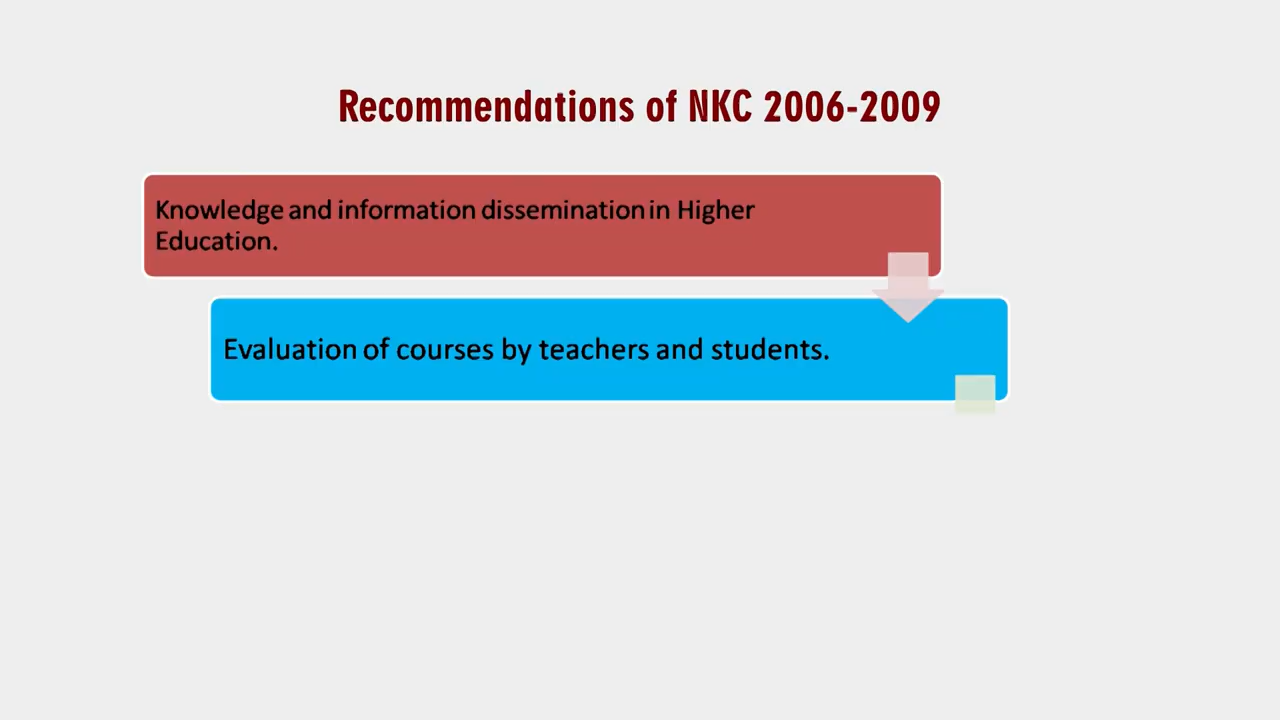 Recommendations of NKC 2006-2009
Knowledge and information dissemination in Higher
Education.
Evaluation of courses by teachers and students.